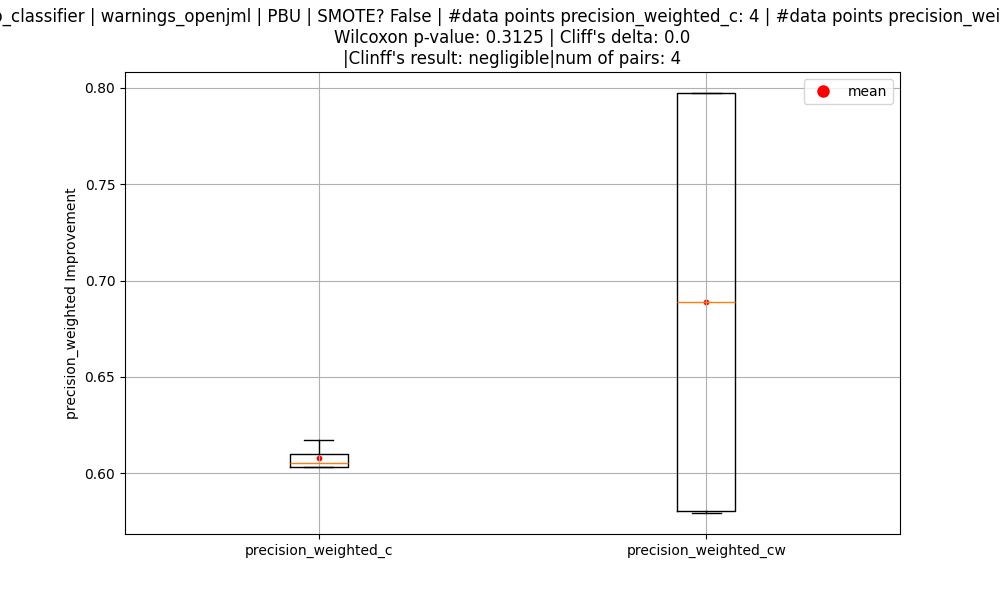 _classifier | warnings_openjml | PBU | SMOTE? False | #data points precision_weighted_c: 4 | #data points precision_wei
Wilcoxon p-value: 0.3125 | Cliff's delta: 0.0
|Clinff's result: negligible|num of pairs: 4
mean
0.80
0.75
0.70
0.65
0.60
precision_weighted Improvement
precision_weighted_c
precision_weighted_cw